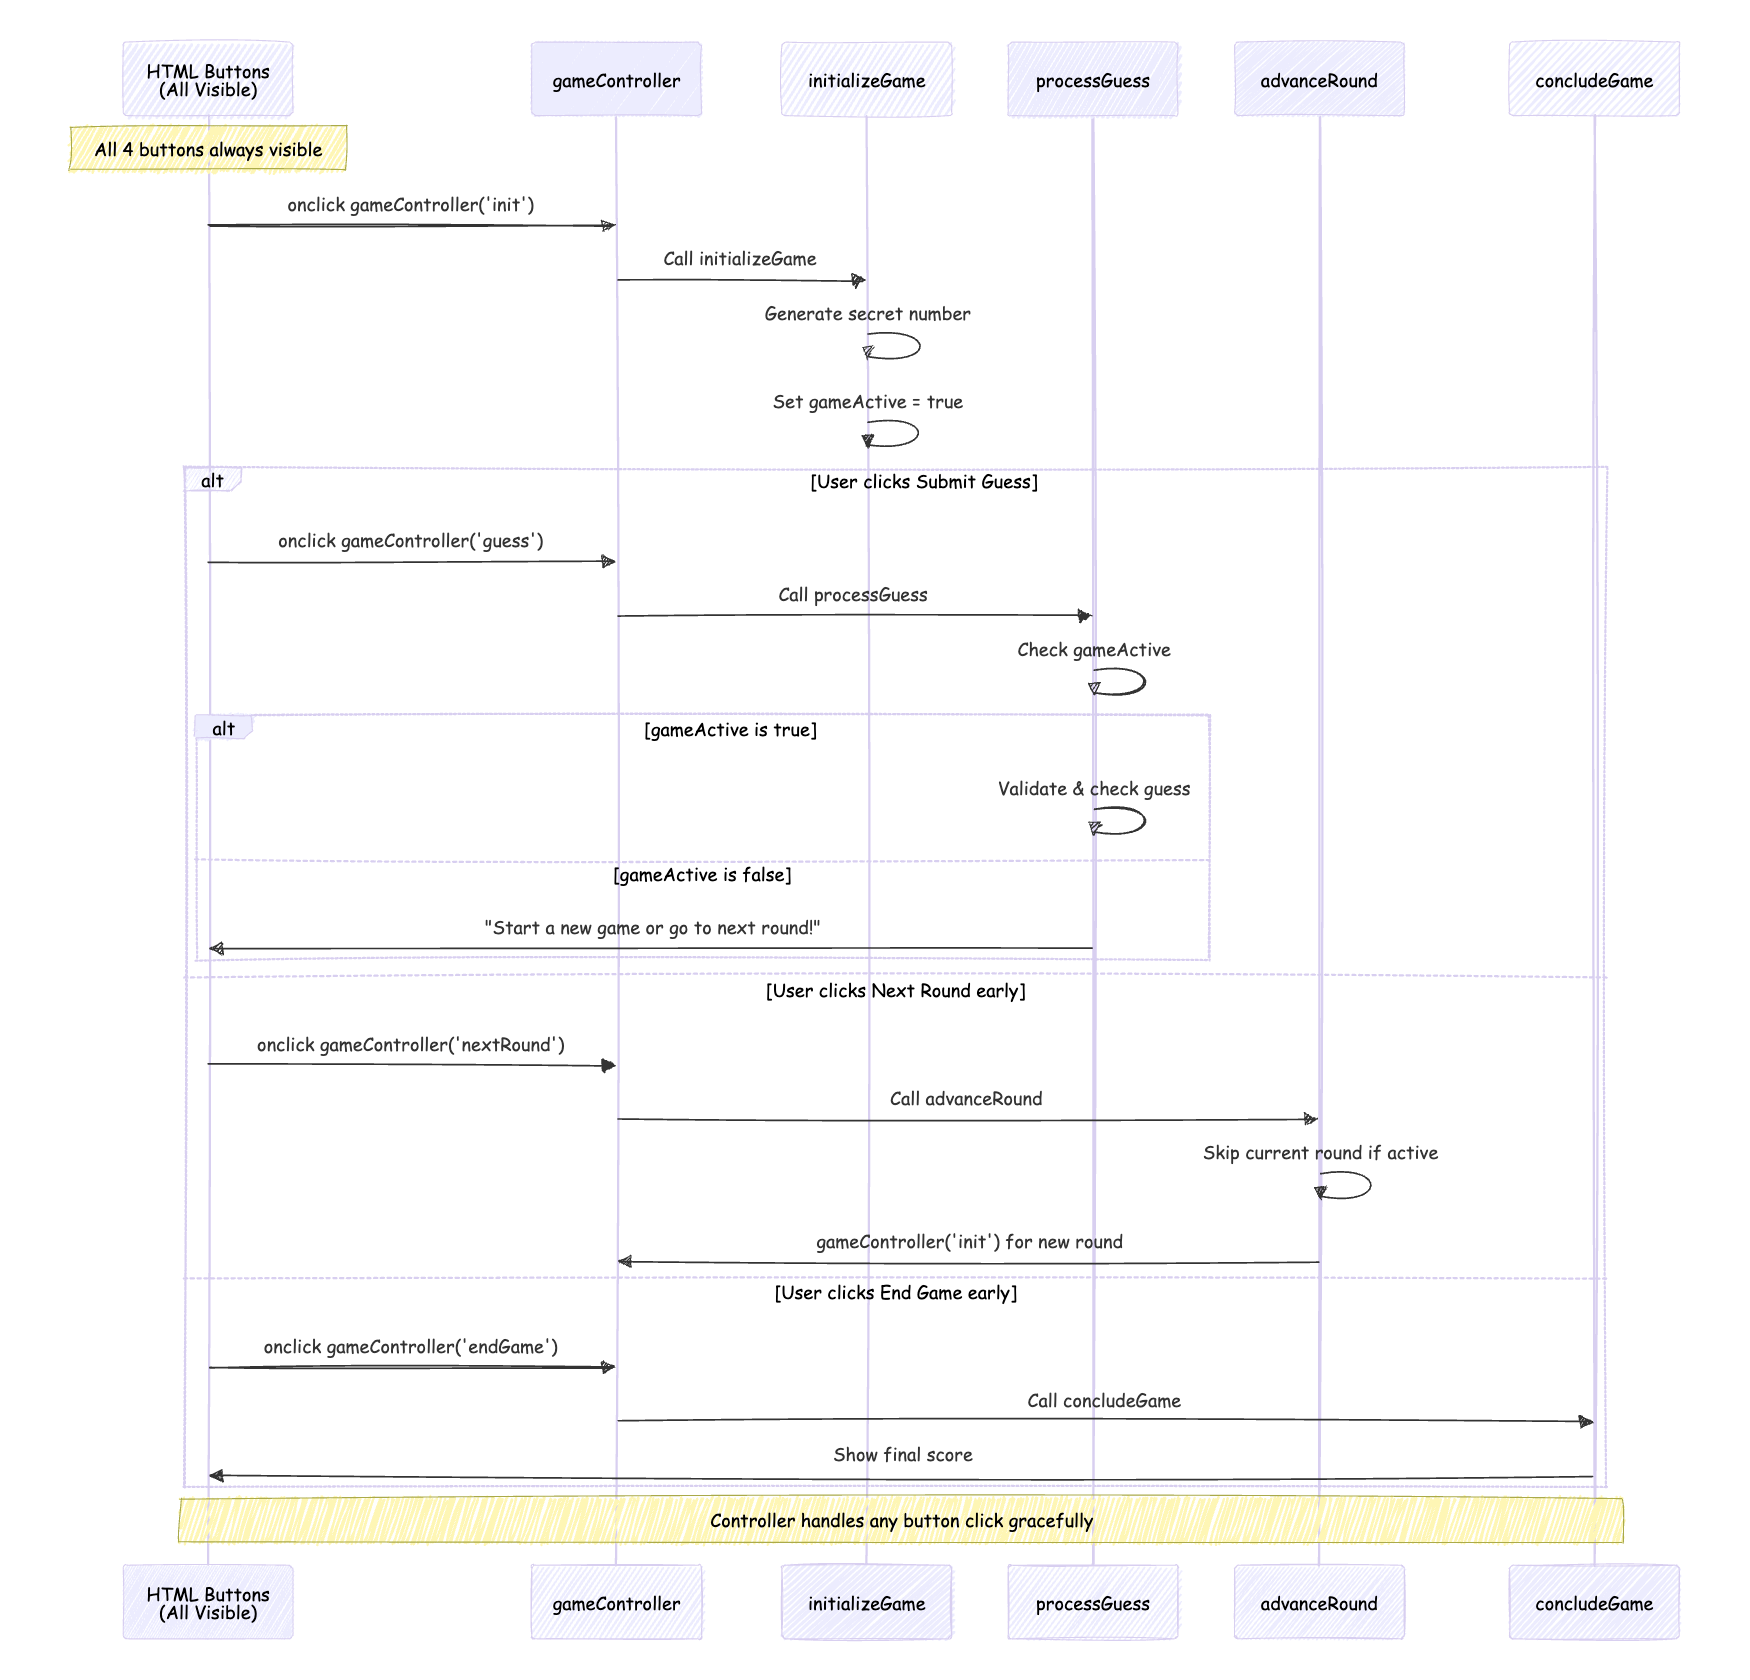 HTML Buttons
(All Visible)
gameController
initializeGame
processGuess
advanceRound
concludeGame
All 4 buttons always visible
onclick gameController('init')
Call initializeGame
Generate secret number
Set gameActive = true
alt
[User clicks Submit Guess]
onclick gameController('guess')
Call processGuess
Check gameActive
alt
[gameActive is true]
Validate & check guess
[gameActive is false]
"Start a new game or go to next round!"
[User clicks Next Round early]
onclick gameController('nextRound')
Call advanceRound
Skip current round if active
gameController('init') for new round
[User clicks End Game early]
onclick gameController('endGame')
Call concludeGame
Show final score
Controller handles any button click gracefully
HTML Buttons
(All Visible)
gameController
initializeGame
processGuess
advanceRound
concludeGame